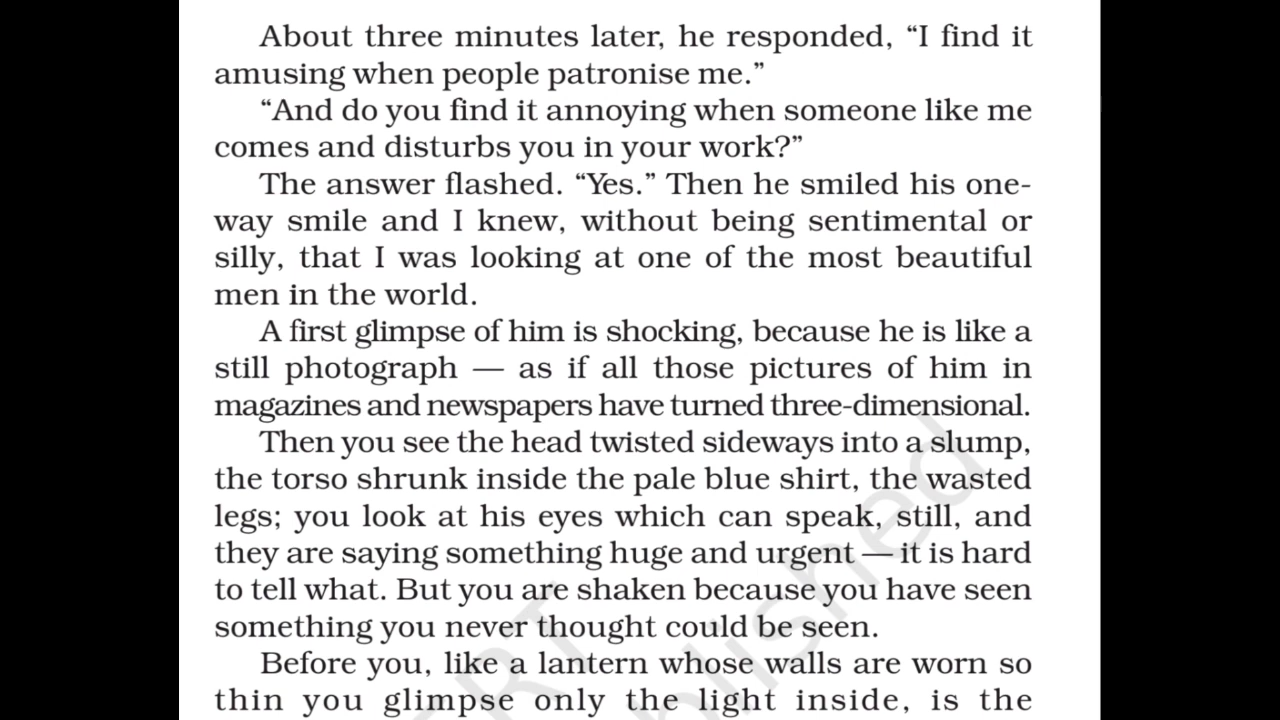 About three minutes later, he responded, “I find it
amusing when people patronise me.”
“And do you find it annoying when someone like me
comes and disturbs you in your work?”
The answer flashed. “Yes.” Then he smiled his one-
way smile and I knew, without being sentimental or
silly, that I was looking at one of the most beautiful
men in the world.
A first glimpse of him is shocking, because he is like a
still photograph — as if all those pictures of him in
magazines and newspapers have turned three-dimensional.
Then you see the head twisted sideways into a slump,
the torso shrunk inside the pale blue shirt, the wasted
legs; you look at his eyes which can speak, still, and
they are saying something huge and urgent — it is hard
to tell what. But you are shaken because you have seen
something you never thought could be seen.
Before you, like a lantern whose walls are worn so
thin you glimpse only the light inside, is the